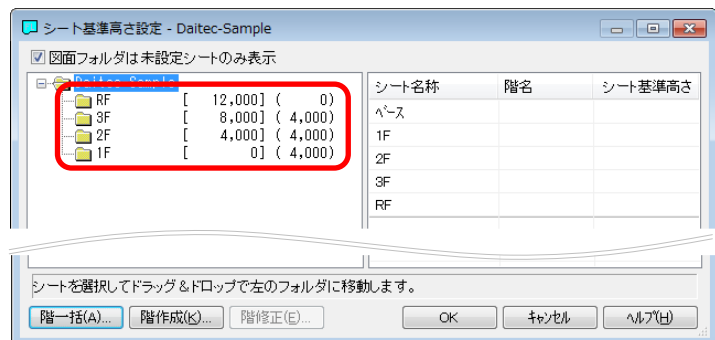 シート基準高さ設定 - Daitec-Sample
図面フォルダは未設定シートのみ表示
Daitec-Sample
RF [ 12,000] ( 0)
3F [ 8,000] ( 4,000)
2F [ 4,000] ( 4,000)
1F [ 0] ( 4,000)
シート名称 階名 シート基準高さ
ﾍﾞｰｽ
1F
2F
3F
RF
シートを選択してドラッグ&ドロップで左のフォルダに移動します。
階一括(A)... 階作成(K)... 階修正(E)... OK ｷｬﾝｾﾙ ﾍﾙﾌﾟ(H)